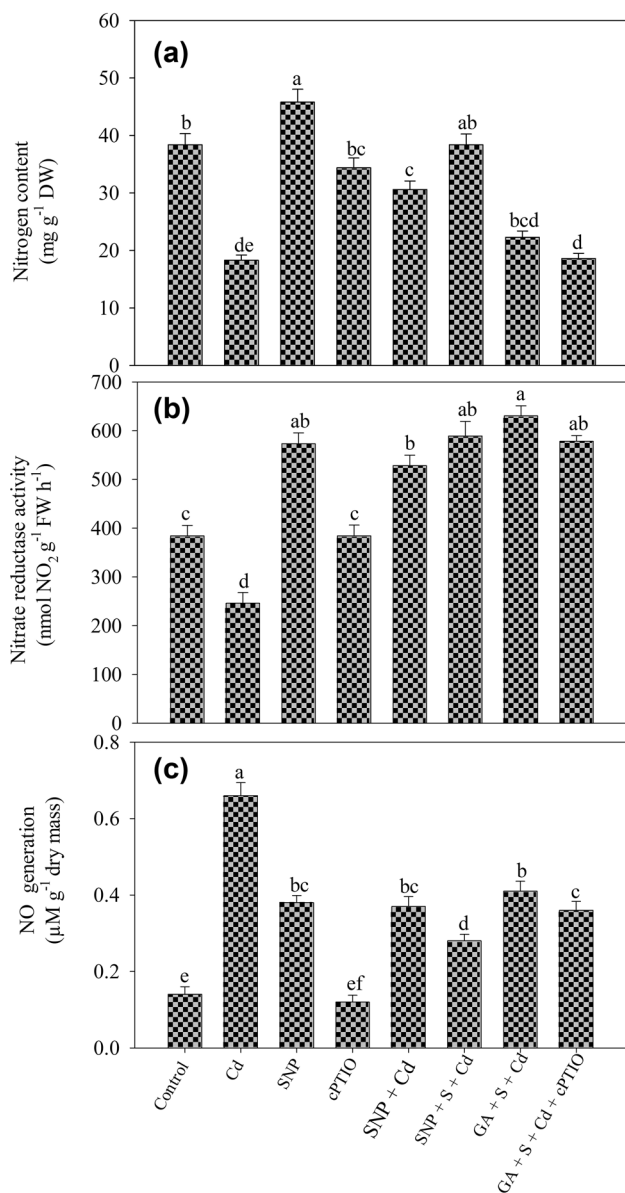 (a)
Nitrogen content
(mg g-1 DW)
60
50
40
30
20
10
0
b
de
a
bc
c
ab
bcd
d
(b)
Nitrate reductase activity
(nmol NO2 g-1 FW h-1)
700
600
500
400
300
200
100
0
c
d
ab
c
b
ab
a
ab
(c)
NO generation
(µM g-1 dry mass)
0.8
0.6
0.4
0.2
0.0
e
a
bc
ef
bc
d
b
c
Control
Cd
SNP
cPTIO
SNP + Cd
SNP + S + Cd
GA + S + Cd
GA + S + Cd + cPTIO